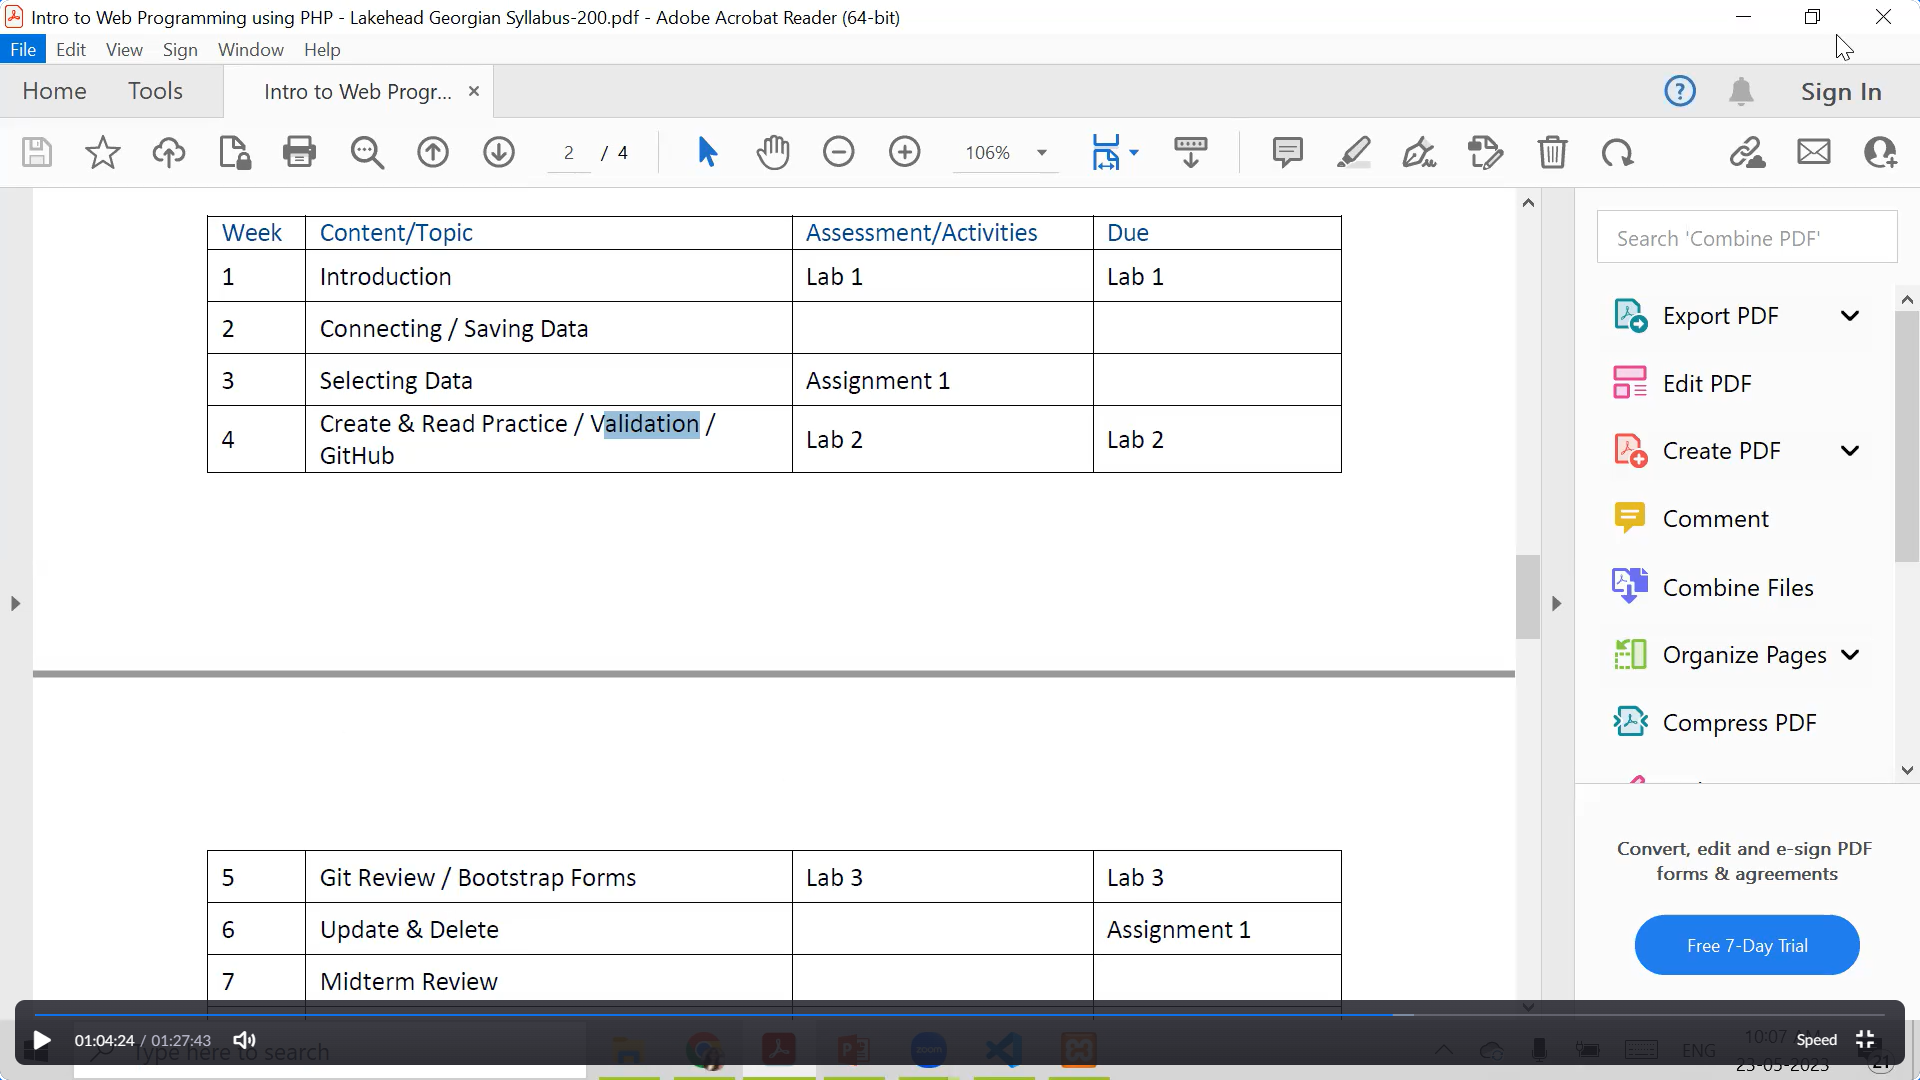 Intro to Web Programming using PHP - Lakehead Georgian Syllabus-200.pdf - Adobe Acrobat Reader (64-bit)
File Edit View Sign Window Help
Home Tools Intro to Web Progr... Sign In
2 / 4 106%
Week Content/Topic Assessment/Activities Due
1 Introduction Lab 1 Lab 1
2 Connecting / Saving Data
3 Selecting Data Assignment 1
4 Create & Read Practice / Validation / Lab 2 Lab 2
GitHub
5 Git Review / Bootstrap Forms Lab 3 Lab 3
6 Update & Delete Assignment 1
7 Midterm Review
Search 'Combine PDF'
Export PDF
Edit PDF
Create PDF
Comment
Combine Files
Organize Pages
Compress PDF
Convert, edit and e-sign PDF
forms & agreements
Free 7-Day Trial
01:04:24 / 01:27:43 Speed
Type here to search zoom ENG 10:07
23-05-2023 21